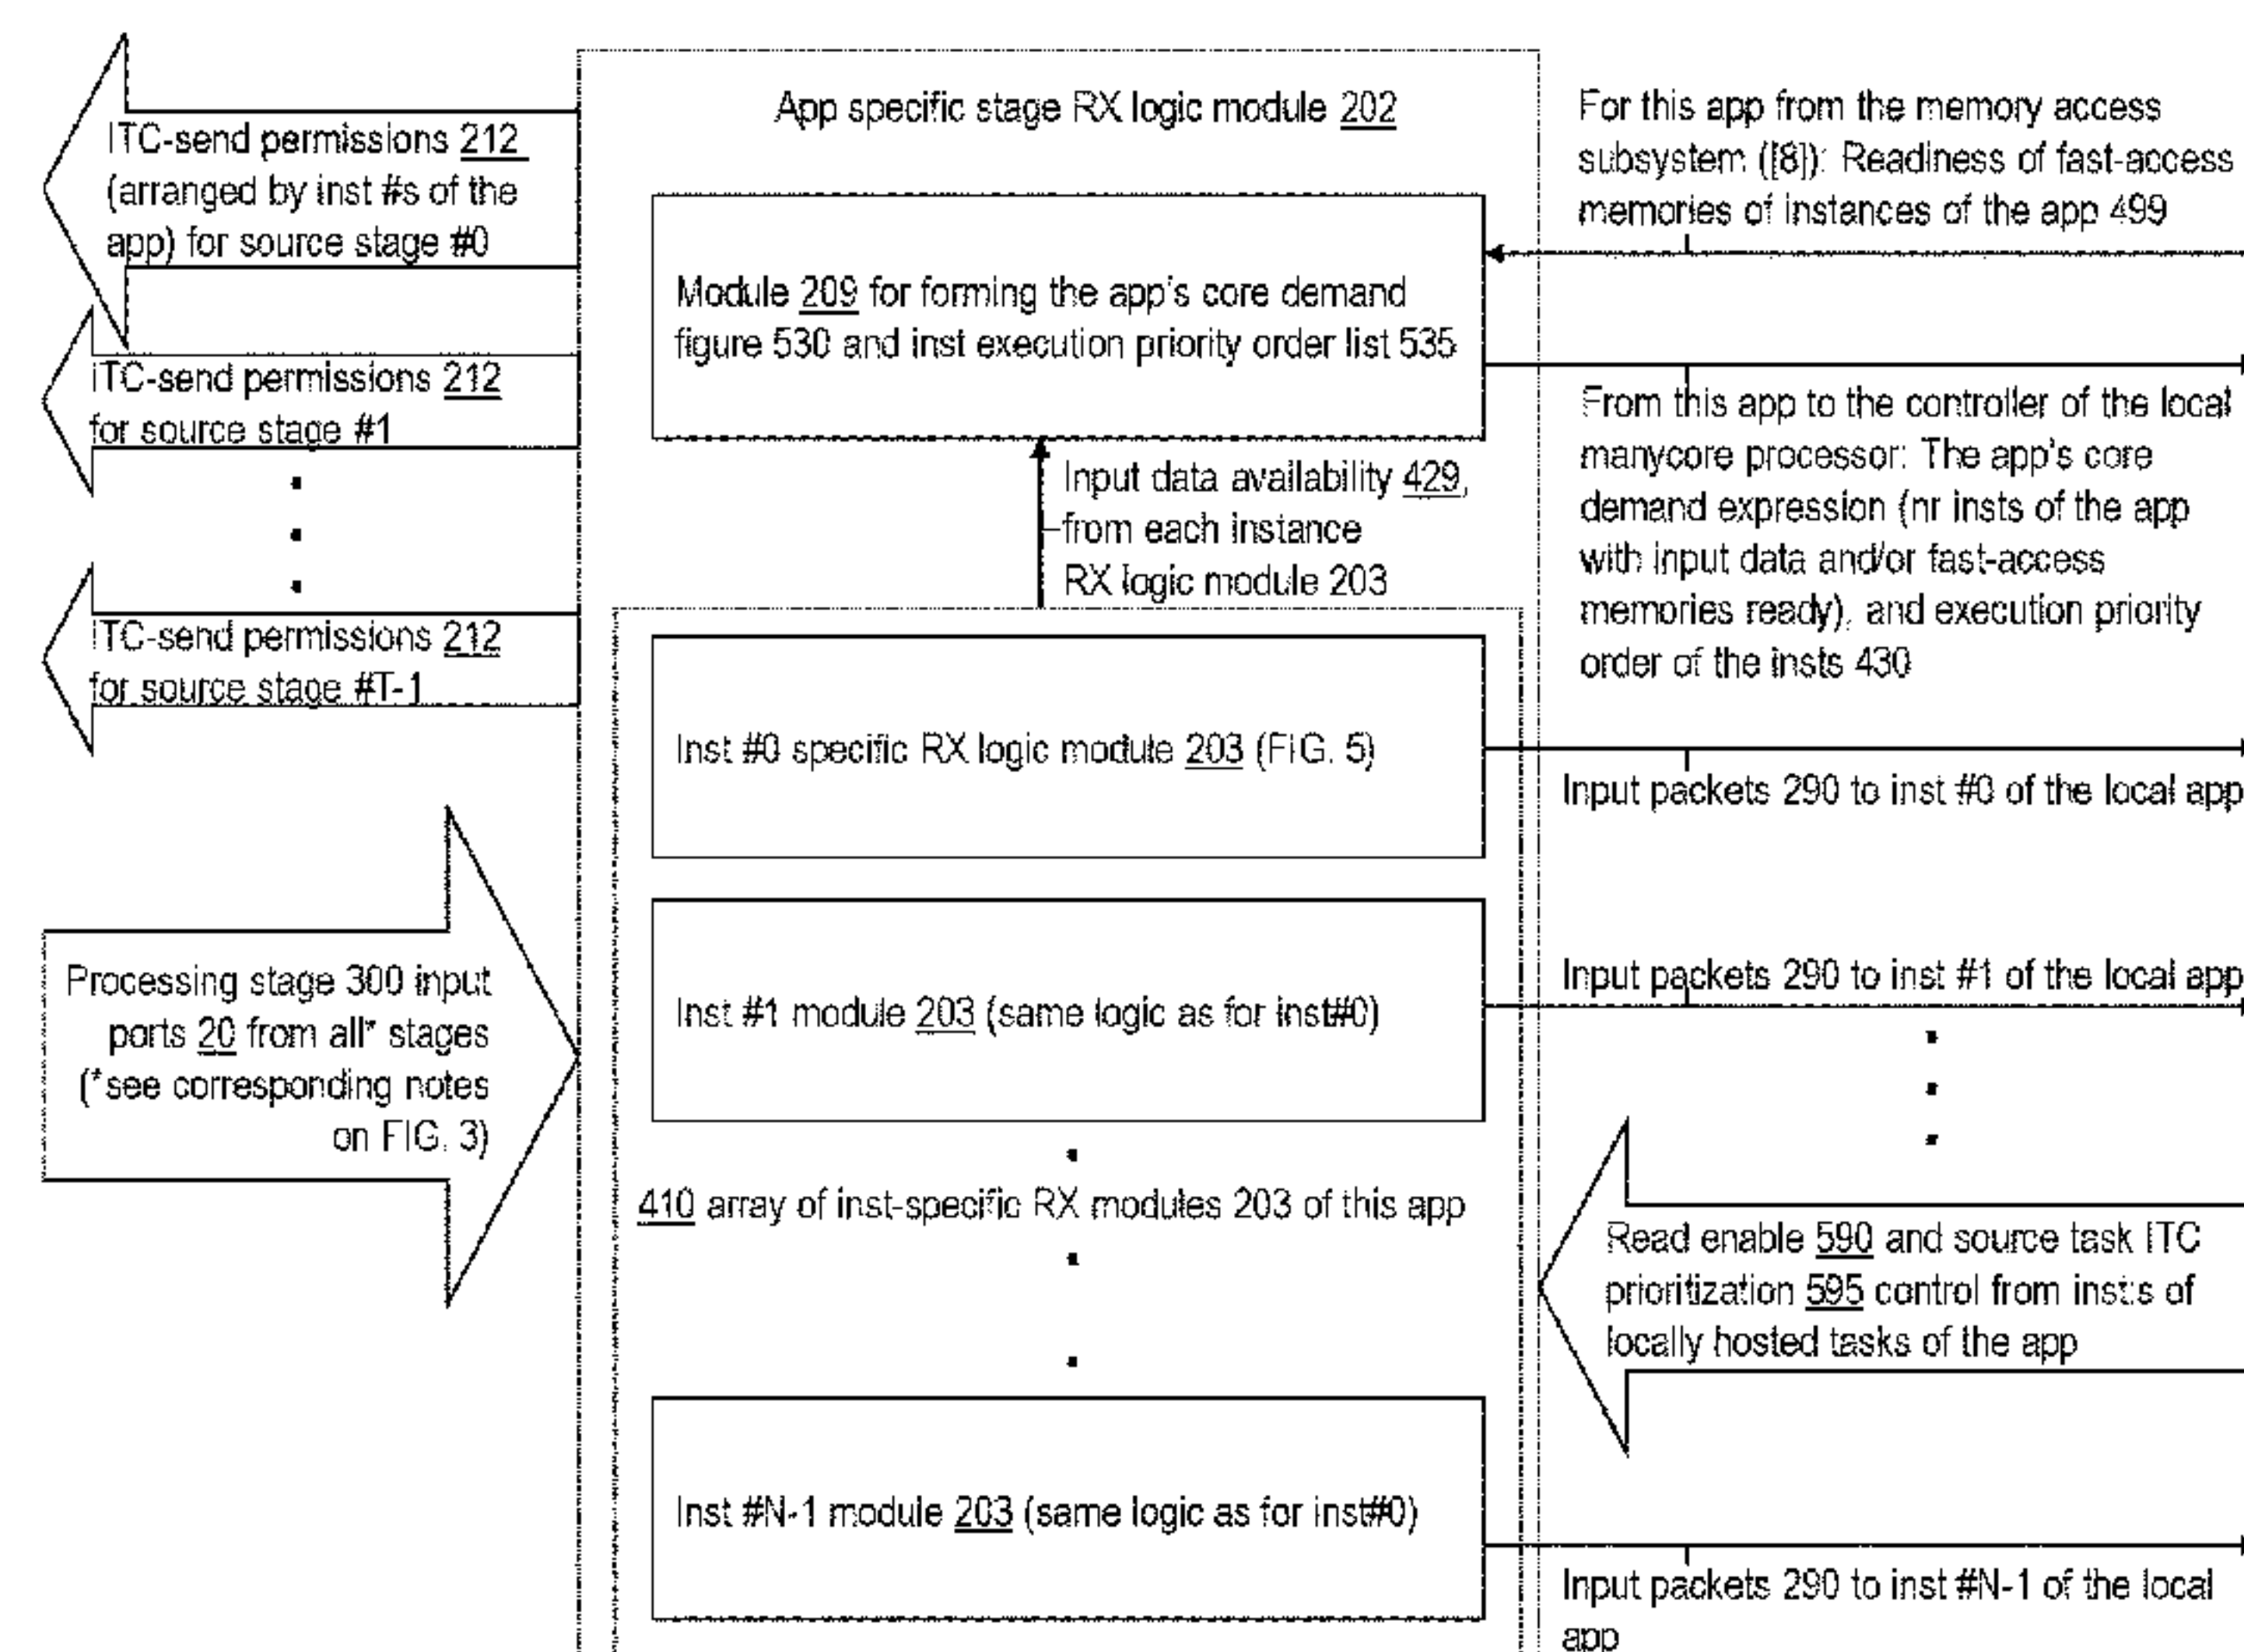 App specific stage RX logic module 202
ITC-send permissions 212
(arranged by inst #s of the
app) for source stage #0
ITC-send permissions 212
for source stage #1
ITC-send permissions 212
for source stage #T-1
Processing stage 300 input
ports 20 from all* stages
(*see corresponding notes
on FIG. 3)
Module 209 for forming the app's core demand
figure 530 and inst execution priority order list 535
Input data availability 429,
from each instance
RX logic module 203
Inst #0 specific RX logic module 203 (FIG. 5)
Inst #1 module 203 (same logic as for inst#0)
410 array of inst-specific RX modules 203 of this app
Inst #N-1 module 203 (same logic as for inst#0)
For this app from the memory access
subsystem ([8]): Readiness of fast-access
memories of instances of the app 499
From this app to the controller of the local
manycore processor: The app's core
demand expression (nr insts of the app
with input data and/or fast-access
memories ready), and execution priority
order of the insts 430
Input packets 290 to inst #0 of the local app
Input packets 290 to inst #1 of the local app
Read enable 590 and source task ITC
prioritization 595 control from inst:s of
locally hosted tasks of the app
Input packets 290 to inst #N-1 of the local
app